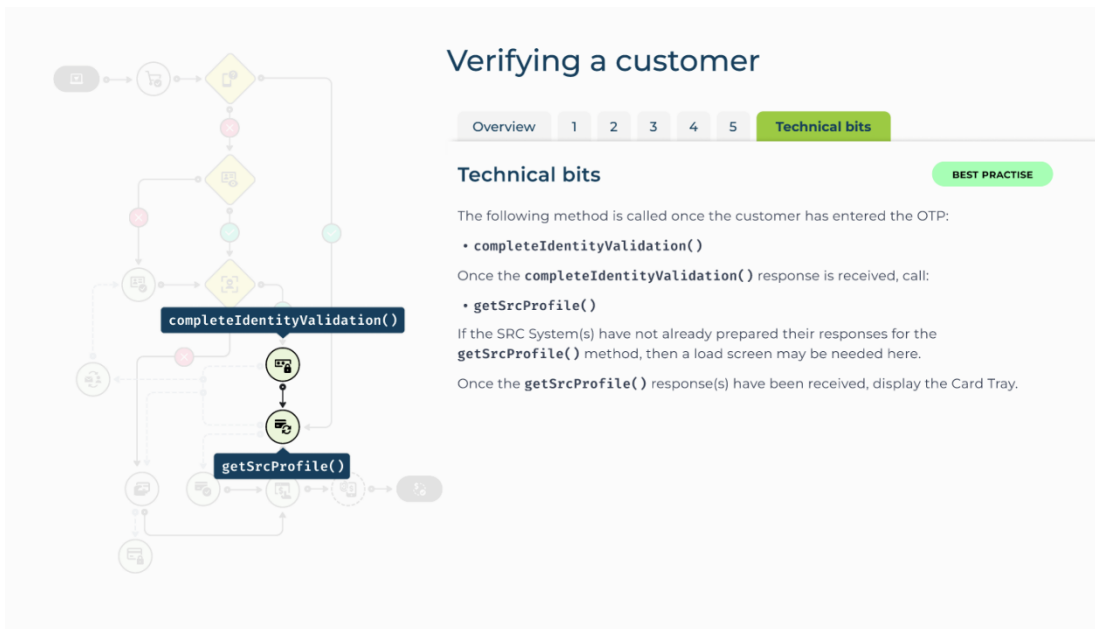 Verifying a customer
Overview 1 2 3 4 5 Technical bits
Technical bits
BEST PRACTISE
The following method is called once the customer has entered the OTP:
• completeIdentityValidation()
Once the completeIdentityValidation() response is received, call:
• getSrcProfile()
If the SRC System(s) have not already prepared their responses for the
getSrcProfile() method, then a load screen may be needed here.
Once the getSrcProfile() response(s) have been received, display the Card Tray.
completeIdentityValidation()
getSrcProfile()